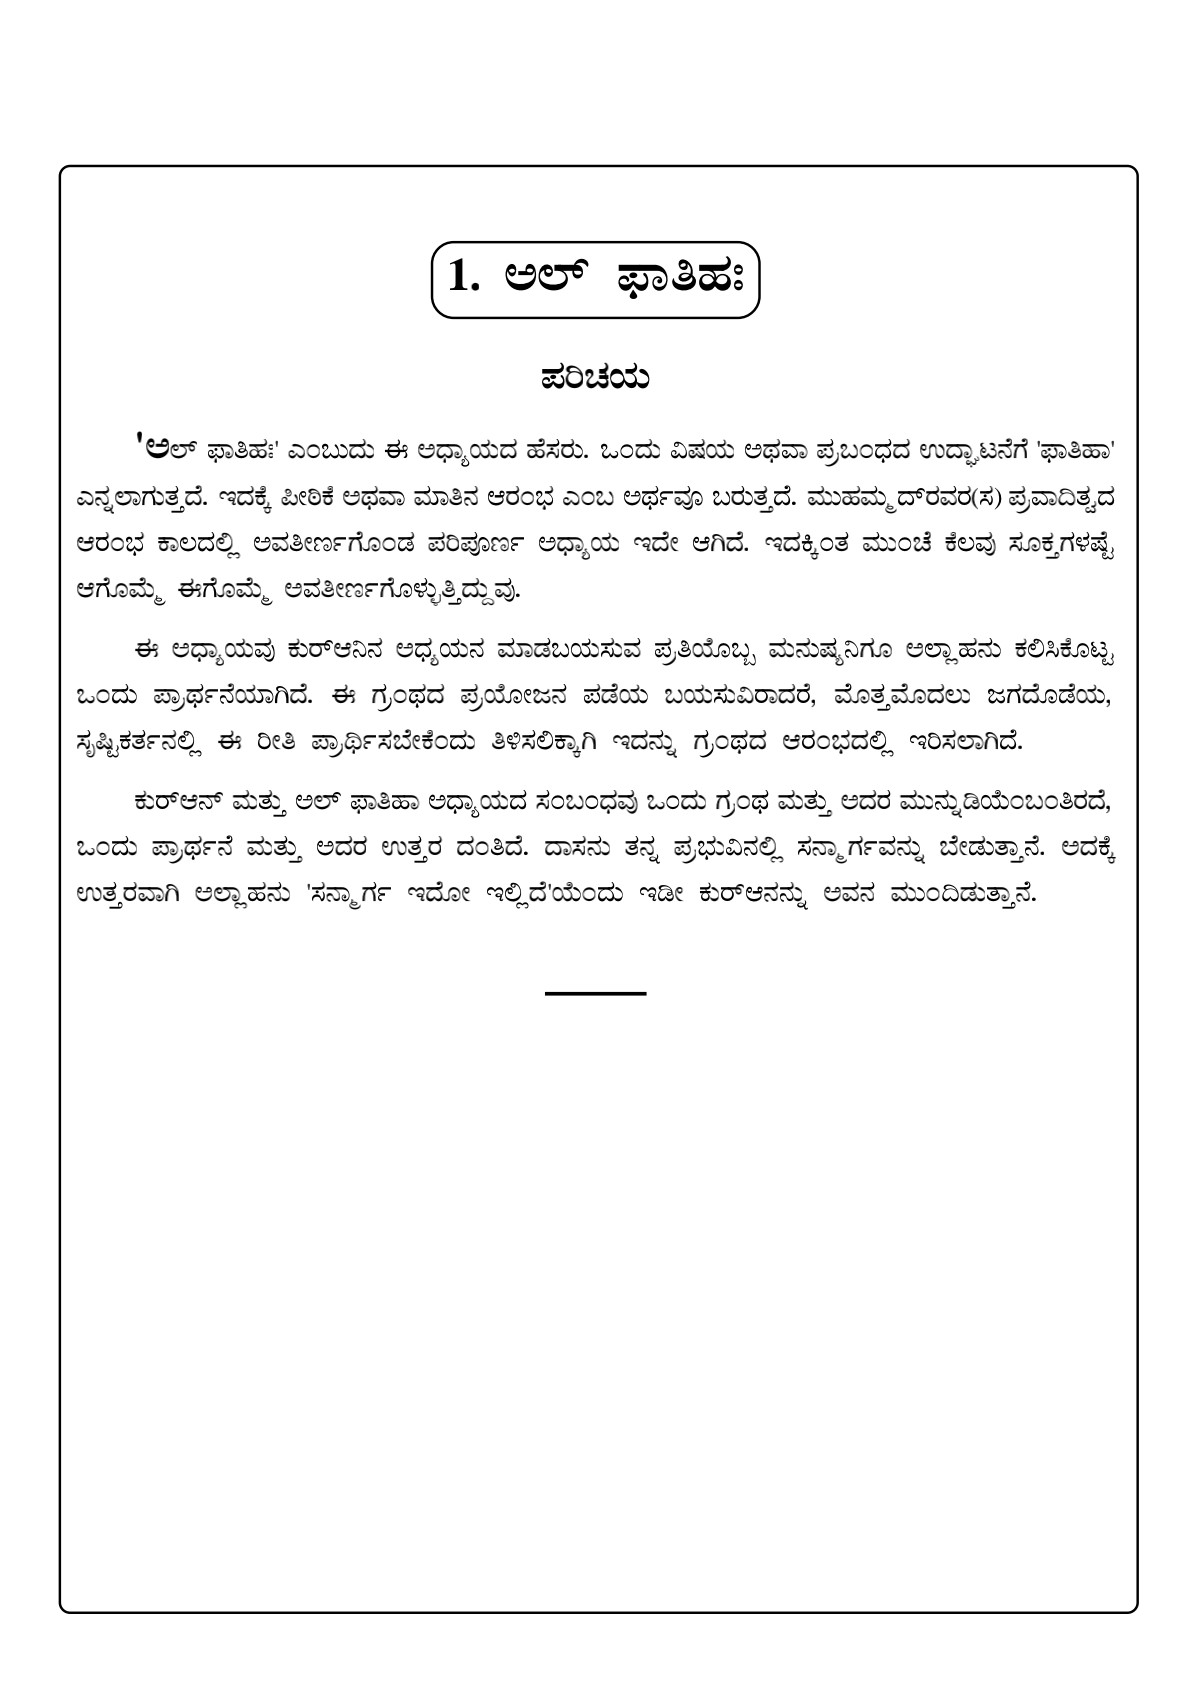 1. ಅಲ್ ಫಾತಿಹಃ
ಪರಿಚಯ
'ಅಲ್ ಫಾತಿಹಃ' ಎಂಬುದು ಈ ಅಧ್ಯಾಯದ ಹೆಸರು. ಒಂದು ವಿಷಯ ಅಥವಾ ಪ್ರಬಂಧದ ಉದ್ಘಾಟನೆಗೆ 'ಫಾತಿಹಾ'
ಎನ್ನಲಾಗುತ್ತದೆ. ಇದಕ್ಕೆ ಪೀಠಿಕೆ ಅಥವಾ ಮಾತಿನ ಆರಂಭ ಎಂಬ ಅರ್ಥವೂ ಬರುತ್ತದೆ. ಮುಹಮ್ಮದ್‌ರವರ(ಸ) ಪ್ರವಾದಿತ್ವದ
ಆರಂಭ ಕಾಲದಲ್ಲಿ ಅವತೀರ್ಣಗೊಂಡ ಪರಿಪೂರ್ಣ ಅಧ್ಯಾಯ ಇದೇ ಆಗಿದೆ. ಇದಕ್ಕಿಂತ ಮುಂಚೆ ಕೆಲವು ಸೂಕ್ತಗಳಷ್ಟೆ
ಆಗೊಮ್ಮೆ ಈಗೊಮ್ಮೆ ಅವತೀರ್ಣಗೊಳ್ಳುತ್ತಿದ್ದುವು.
ಈ ಅಧ್ಯಾಯವು ಕುರ್‌ಆನಿನ ಅಧ್ಯಯನ ಮಾಡಬಯಸುವ ಪ್ರತಿಯೊಬ್ಬ ಮನುಷ್ಯನಿಗೂ ಅಲ್ಲಾಹನು ಕಲಿಸಿಕೊಟ್ಟ
ಒಂದು ಪ್ರಾರ್ಥನೆಯಾಗಿದೆ. ಈ ಗ್ರಂಥದ ಪ್ರಯೋಜನ ಪಡೆಯ ಬಯಸುವಿರಾದರೆ, ಮೊತ್ತಮೊದಲು ಜಗದೊಡೆಯ,
ಸೃಷ್ಟಿಕರ್ತನಲ್ಲಿ ಈ ರೀತಿ ಪ್ರಾರ್ಥಿಸಬೇಕೆಂದು ತಿಳಿಸಲಿಕ್ಕಾಗಿ ಇದನ್ನು ಗ್ರಂಥದ ಆರಂಭದಲ್ಲಿ ಇರಿಸಲಾಗಿದೆ.
ಕುರ್‌ಆನ್ ಮತ್ತು ಅಲ್ ಫಾತಿಹಾ ಅಧ್ಯಾಯದ ಸಂಬಂಧವು ಒಂದು ಗ್ರಂಥ ಮತ್ತು ಅದರ ಮುನ್ನುಡಿಯೆಂಬಂತಿರದೆ,
ಒಂದು ಪ್ರಾರ್ಥನೆ ಮತ್ತು ಅದರ ಉತ್ತರ ದಂತಿದೆ. ದಾಸನು ತನ್ನ ಪ್ರಭುವಿನಲ್ಲಿ ಸನ್ಮಾರ್ಗವನ್ನು ಬೇಡುತ್ತಾನೆ. ಅದಕ್ಕೆ
ಉತ್ತರವಾಗಿ ಅಲ್ಲಾಹನು 'ಸನ್ಮಾರ್ಗ ಇದೋ ಇಲ್ಲಿದೆ'ಯೆಂದು ಇಡೀ ಕುರ್‌ಆನನ್ನು ಅವನ ಮುಂದಿಡುತ್ತಾನೆ.